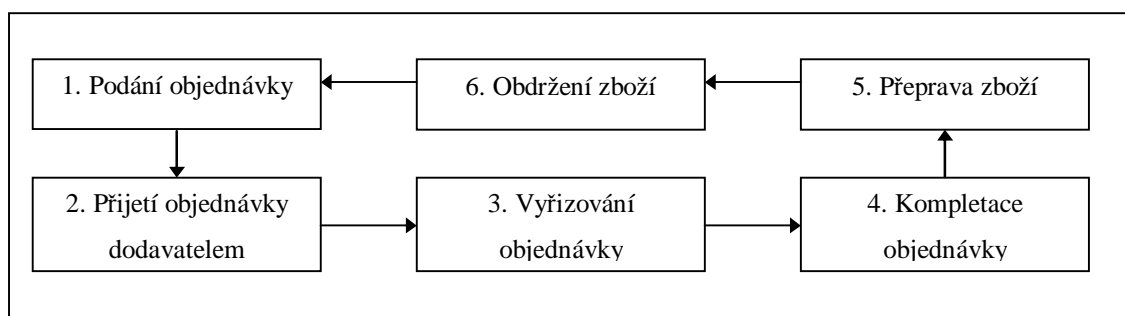 1. Podání objednávky
6. Obdržení zboží
5. Přeprava zboží
2. Přijetí objednávky
dodavatelem
3. Vyřizování
objednávky
4. Kompletace
objednávky